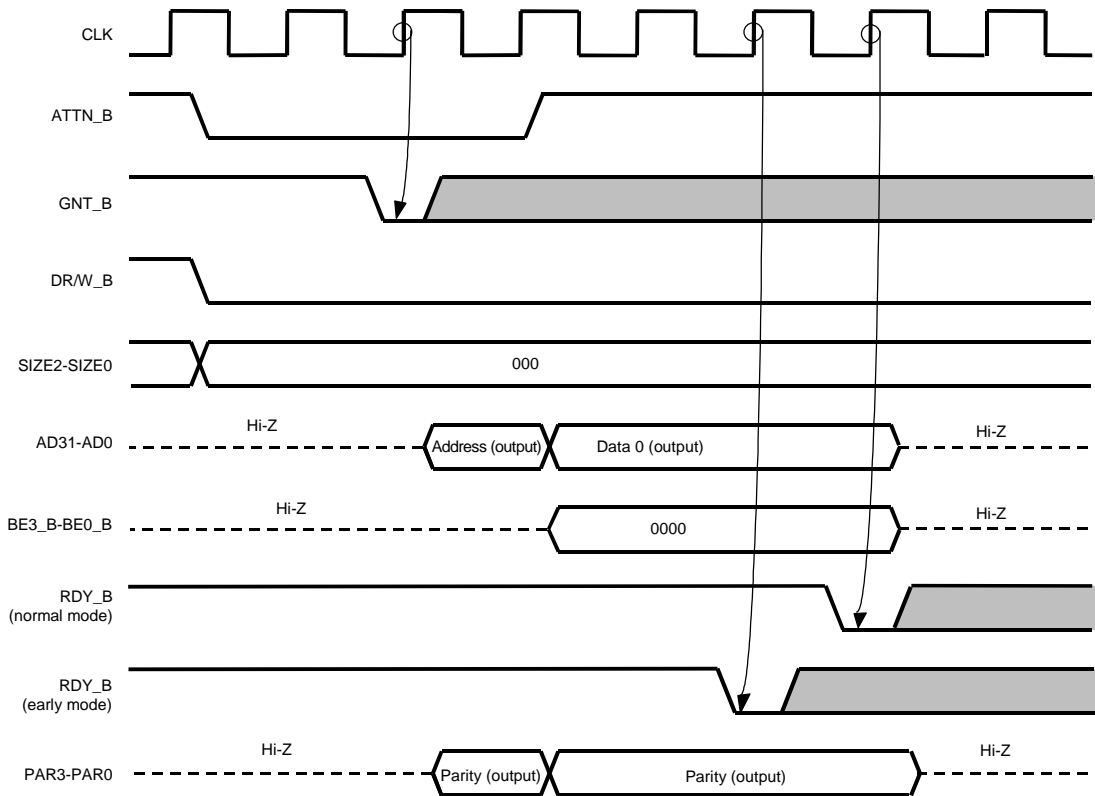 CLK
ATTN_B
GNT_B
DR/W_B
SIZE2-SIZE0
000
AD31-AD0
Hi-Z
Address (output)
Data 0 (output)
Hi-Z
BE3_B-BE0_B
Hi-Z
0000
Hi-Z
RDY_B
(normal mode)
RDY_B
(early mode)
PAR3-PAR0
Hi-Z
Parity (output)
Parity (output)
Hi-Z